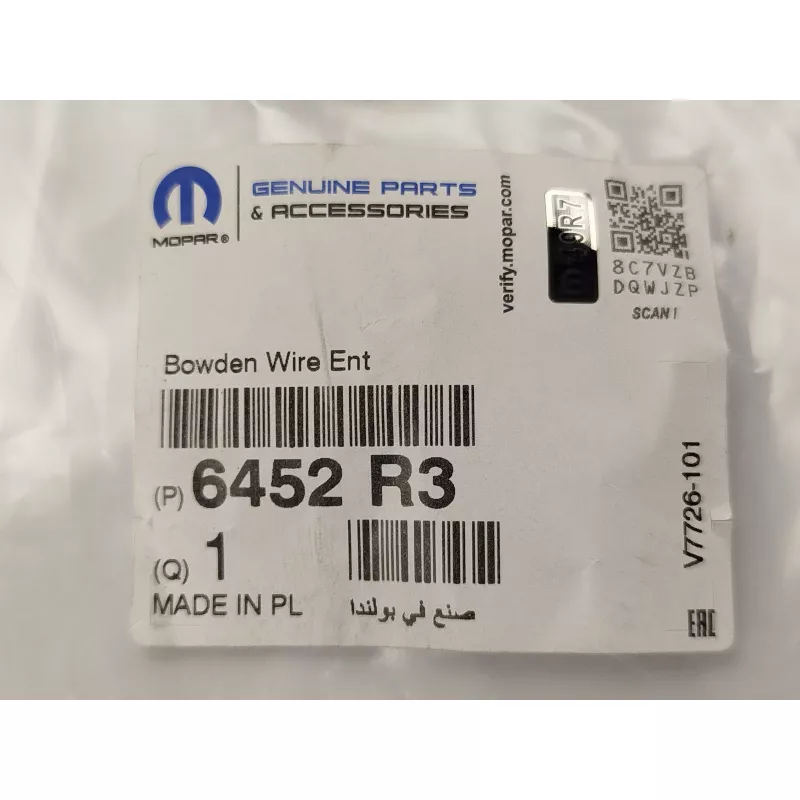 MOPAR®
GENUINE PARTS
& ACCESSORIES
verify.mopar.com
8C7VZB
DQWJZP
SCAN!
Bowden Wire Ent
(P) 6452 R3
(Q) 1
MADE IN PL صنع في بولندا
V7726-101
EAC